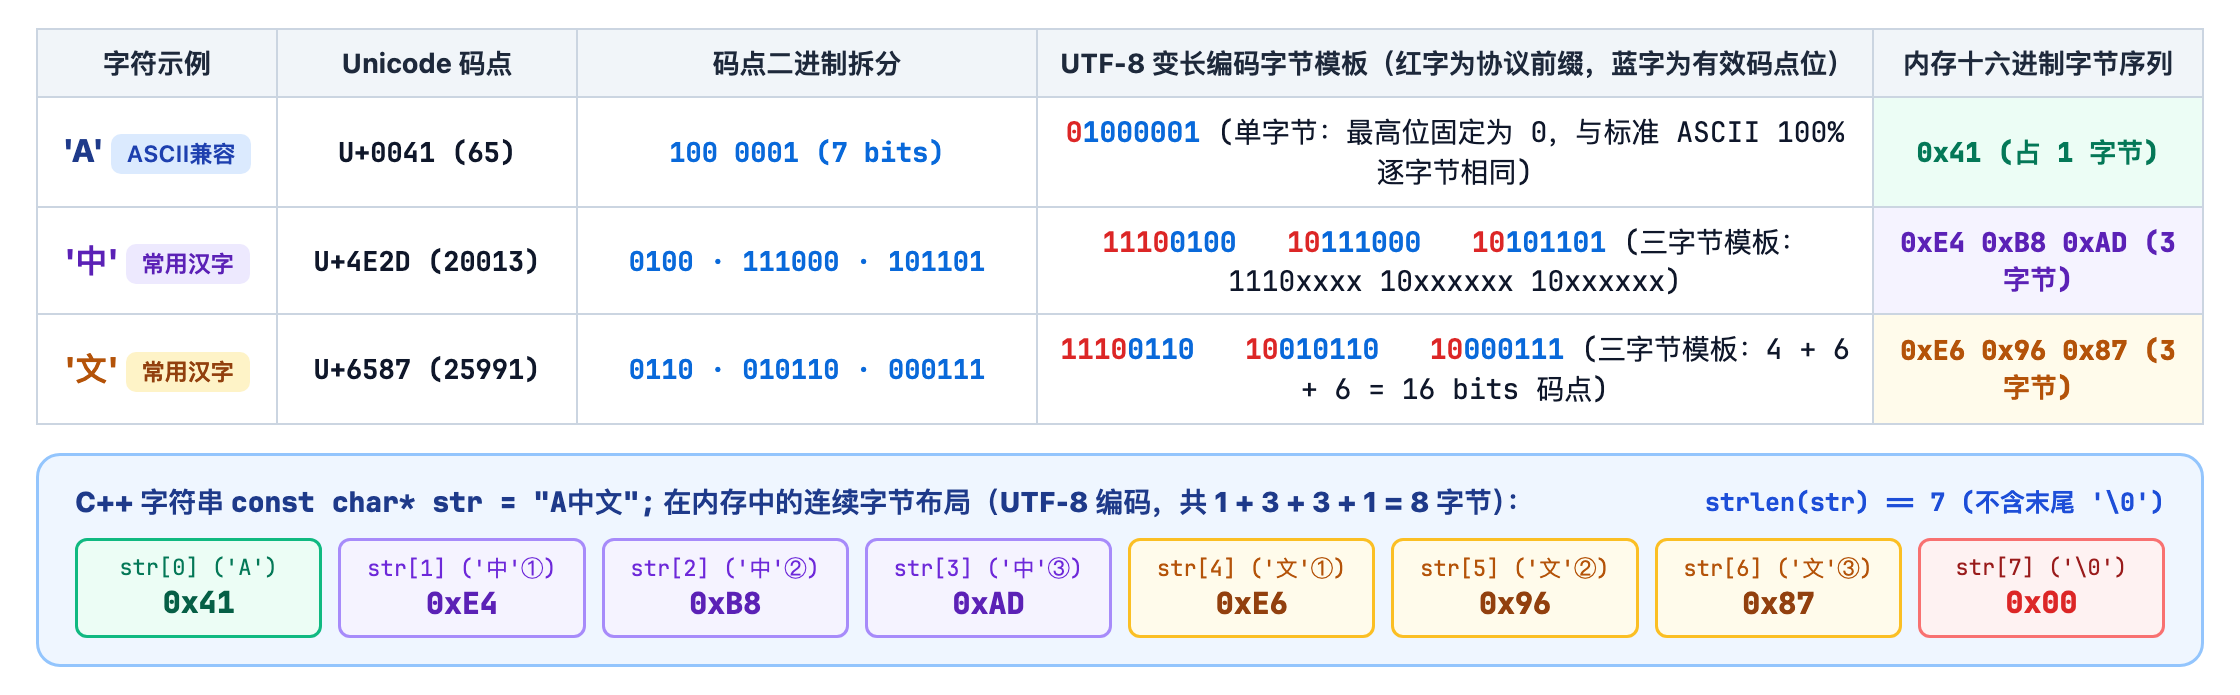 字符示例
Unicode 码点
码点二进制拆分
UTF-8 变长编码字节模板（红字为协议前缀，蓝字为有效码点位）
内存十六进制字节序列
'A' ASCII兼容
U+0041 (65)
100 0001 (7 bits)
01000001 (单字节：最高位固定为 0，与标准 ASCII 100%
逐字节相同)
0x41 (占 1 字节)
'中' 常用汉字
U+4E2D (20013)
0100 · 111000 · 101101
11100100 10111000 10101101 (三字节模板：
1110xxxx 10xxxxxx 10xxxxxx)
0xE4 0xB8 0xAD (3
字节)
'文' 常用汉字
U+6587 (25991)
0110 · 010110 · 000111
11100110 10010110 10000111 (三字节模板：4 + 6
+ 6 = 16 bits 码点)
0xE6 0x96 0x87 (3
字节)
C++ 字符串 const char* str = "A中文"; 在内存中的连续字节布局（UTF-8 编码，共 1 + 3 + 3 + 1 = 8 字节）：
strlen(str) == 7 (不含末尾 '\0')
str[0] ('A')
0x41
str[1] ('中'①)
0xE4
str[2] ('中'②)
0xB8
str[3] ('中'③)
0xAD
str[4] ('文'①)
0xE6
str[5] ('文'②)
0x96
str[6] ('文'③)
0x87
str[7] ('\0')
0x00